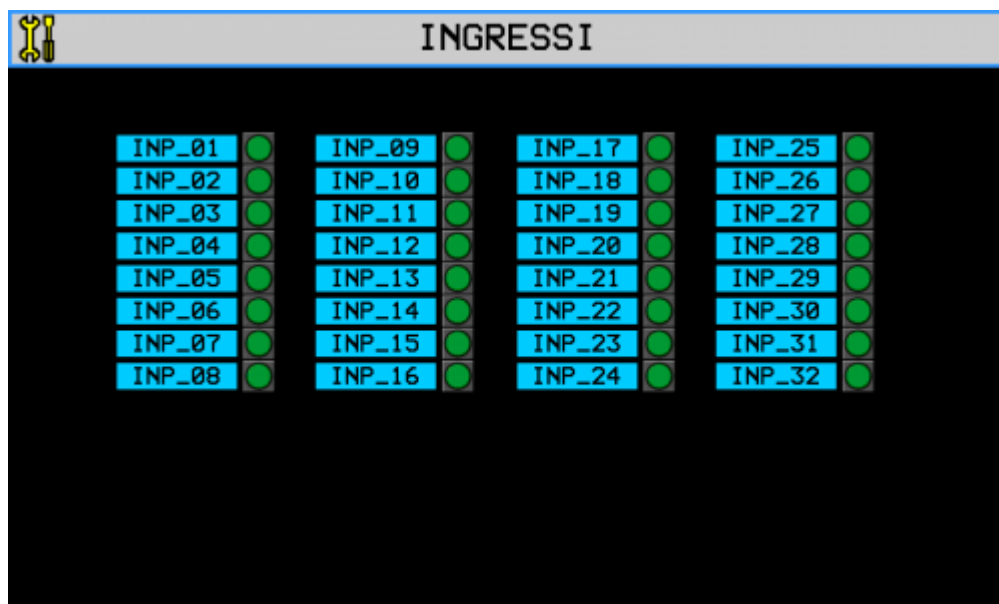 INGRESSI
INP_01 INP_09 INP_17 INP_25
INP_02 INP_10 INP_18 INP_26
INP_03 INP_11 INP_19 INP_27
INP_04 INP_12 INP_20 INP_28
INP_05 INP_13 INP_21 INP_29
INP_06 INP_14 INP_22 INP_30
INP_07 INP_15 INP_23 INP_31
INP_08 INP_16 INP_24 INP_32